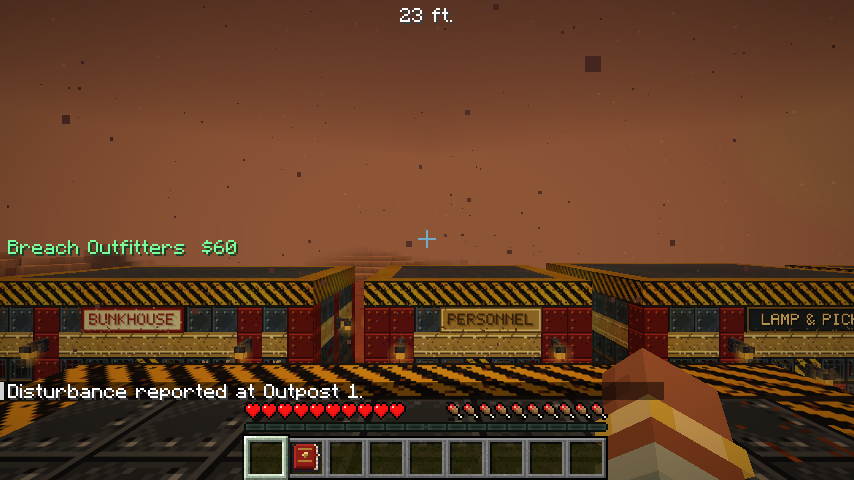 23 ft.
Breach Outfitters $60
BUNKHOUSE
PERSONNEL
LAMP & PICK
Disturbance reported at Outpost 1.